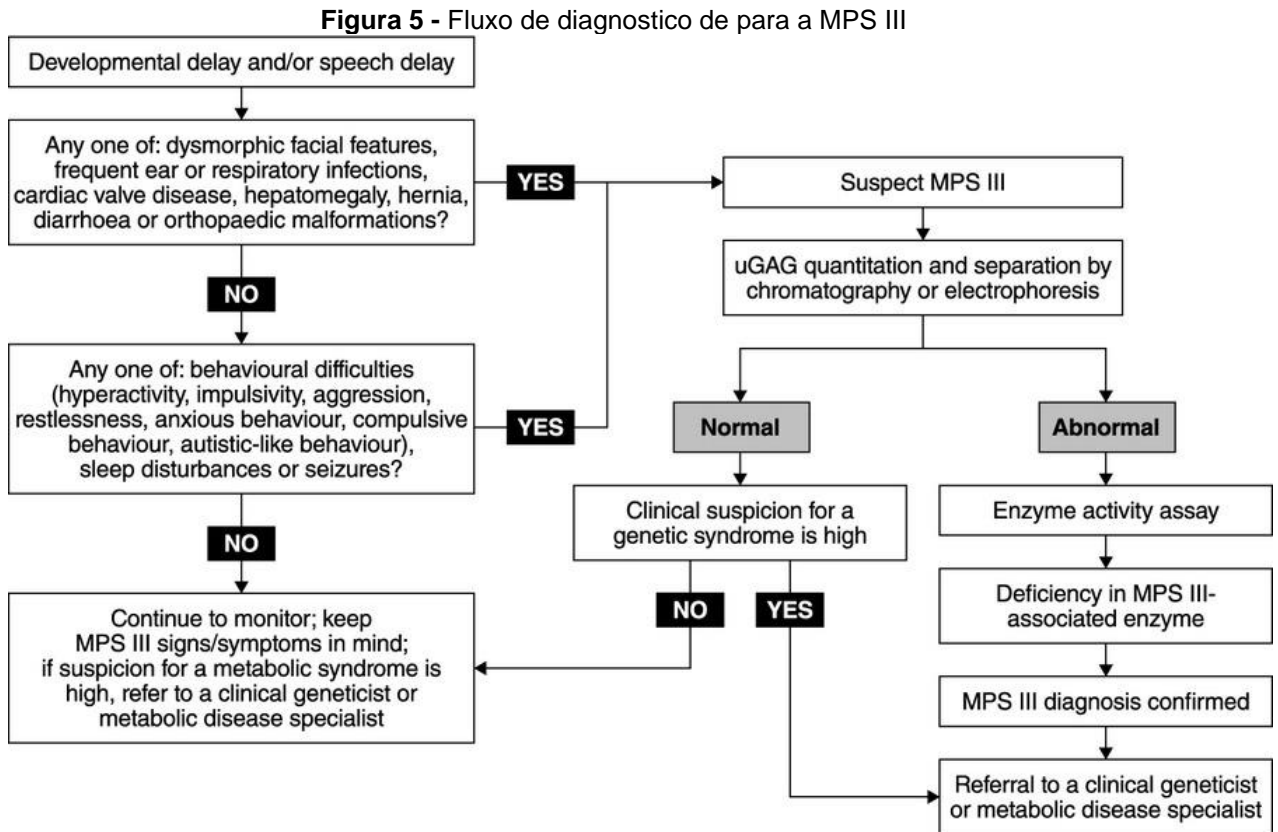 Figura 5 - Fluxo de diagnostico de para a MPS III
Developmental delay and/or speech delay
Any one of: dysmorphic facial features,
frequent ear or respiratory infections,
cardiac valve disease, hepatomegaly, hernia,
diarrhoea or orthopaedic malformations?
YES
Suspect MPS III
uGAG quantitation and separation by
chromatography or electrophoresis
NO
Any one of: behavioural difficulties
(hyperactivity, impulsivity, aggression,
restlessness, anxious behaviour, compulsive
behaviour, autistic-like behaviour),
sleep disturbances or seizures?
YES
Normal
Abnormal
Clinical suspicion for a
genetic syndrome is high
Enzyme activity assay
NO
Continue to monitor; keep
MPS III signs/symptoms in mind;
if suspicion for a metabolic syndrome is
high, refer to a clinical geneticist or
metabolic disease specialist
NO
YES
Deficiency in MPS III-
associated enzyme
MPS III diagnosis confirmed
Referral to a clinical geneticist
or metabolic disease specialist